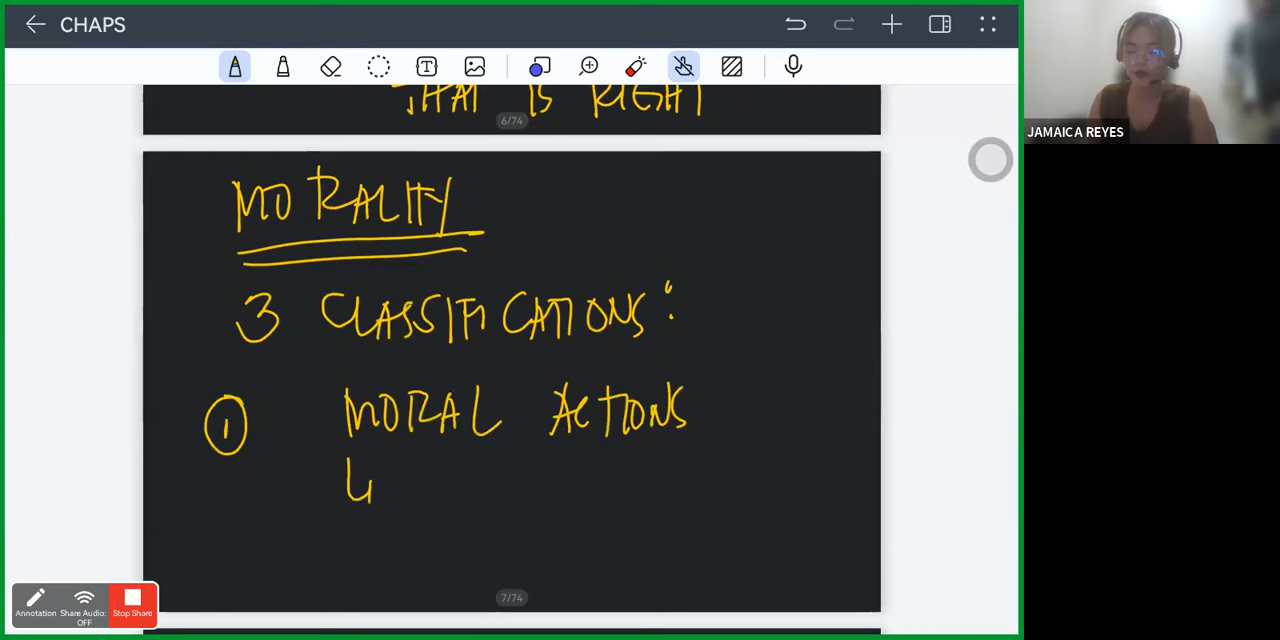 CHAPS
THAT IS RIGHT
6/74
JAMAICA REYES
MORALITY
3 CLASSIFICATIONS:
1 MORAL ACTIONS
7/74
Annotation
Share Audio: OFF
Stop Share